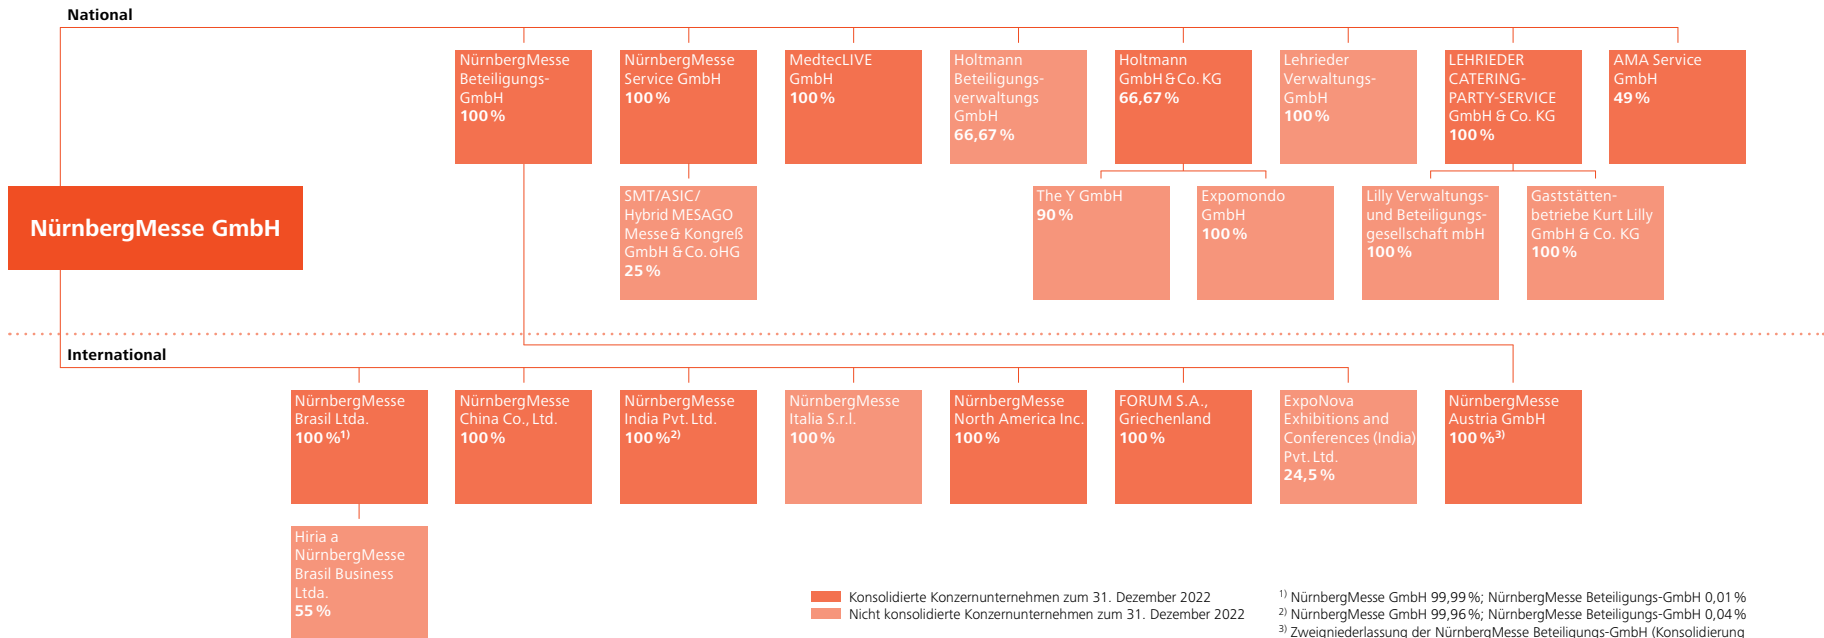 National
NürnbergMesse
Beteiligungs-
GmbH
100 %
NürnbergMesse
Service GmbH
100 %
MedtecLIVE
GmbH
100 %
Holtmann
Beteiligungs-
verwaltungs
GmbH
66,67 %
Holtmann
GmbH & Co. KG
66,67 %
Lehrieder
Verwaltungs-
GmbH
100 %
LEHRIEDER
CATERING-
PARTY-SERVICE
GmbH & Co. KG
100 %
AMA Service
GmbH
49 %
NürnbergMesse GmbH
SMT/ASIC/
Hybrid MESAGO
Messe & Kongreß
GmbH & Co. oHG
25 %
The Y GmbH
90 %
Expomondo
GmbH
100 %
Lilly Verwaltungs-
und Beteiligungs-
gesellschaft mbH
100 %
Gaststätten-
betriebe Kurt Lilly
GmbH & Co. KG
100 %
International
NürnbergMesse
Brasil Ltda.
100 %1)
NürnbergMesse
China Co., Ltd.
100 %
NürnbergMesse
India Pvt. Ltd.
100 %2)
NürnbergMesse
Italia S.r.l.
100 %
NürnbergMesse
North America Inc.
100 %
FORUM S.A.,
Griechenland
100 %
ExpoNova
Exhibitions and
Conferences (India)
Pvt. Ltd.
24,5 %
NürnbergMesse
Austria GmbH
100 %3)
Hiria a
NürnbergMesse
Brasil Business
Ltda.
55 %
Konsolidierte Konzernunternehmen zum 31. Dezember 2022
Nicht konsolidierte Konzernunternehmen zum 31. Dezember 2022
1) NürnbergMesse GmbH 99,99 %; NürnbergMesse Beteiligungs-GmbH 0,01 %
2) NürnbergMesse GmbH 99,96 %; NürnbergMesse Beteiligungs-GmbH 0,04 %
3) Zweigniederlassung der NürnbergMesse Beteiligungs-GmbH (Konsolidierung